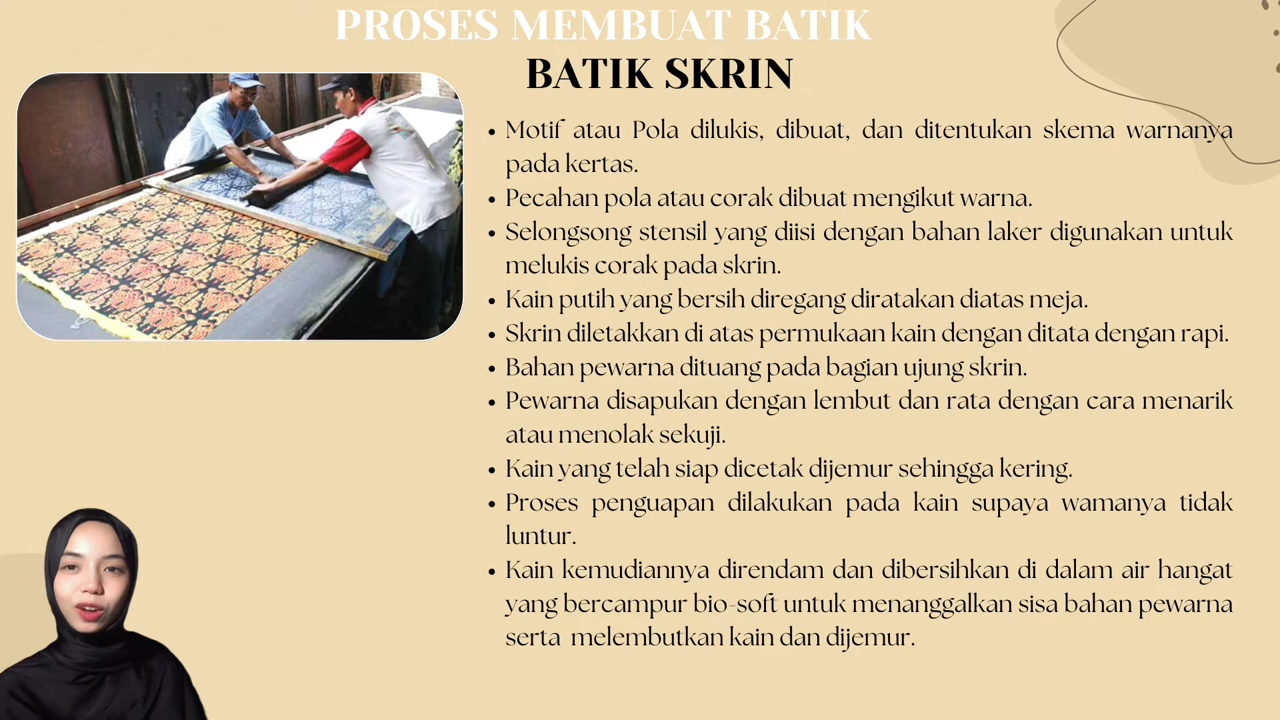 PROSES MEMBUAT BATIK
BATIK SKRIN
• Motif atau Pola dilukis, dibuat, dan ditentukan skema warnanya
pada kertas.
• Pecahan pola atau corak dibuat mengikut warna.
• Selongsong stensil yang diisi dengan bahan laker digunakan untuk
melukis corak pada skrin.
• Kain putih yang bersih diregang diratakan diatas meja.
• Skrin diletakkan di atas permukaan kain dengan ditata dengan rapi.
• Bahan pewarna dituang pada bagian ujung skrin.
• Pewarna disapukan dengan lembut dan rata dengan cara menarik
atau menolak sekuji.
• Kain yang telah siap dicetak dijemur sehingga kering.
• Proses penguapan dilakukan pada kain supaya wamanya tidak
luntur.
• Kain kemudiannya direndam dan dibersihkan di dalam air hangat
yang bercampur bio-soft untuk menanggalkan sisa bahan pewarna
serta melembutkan kain dan dijemur.